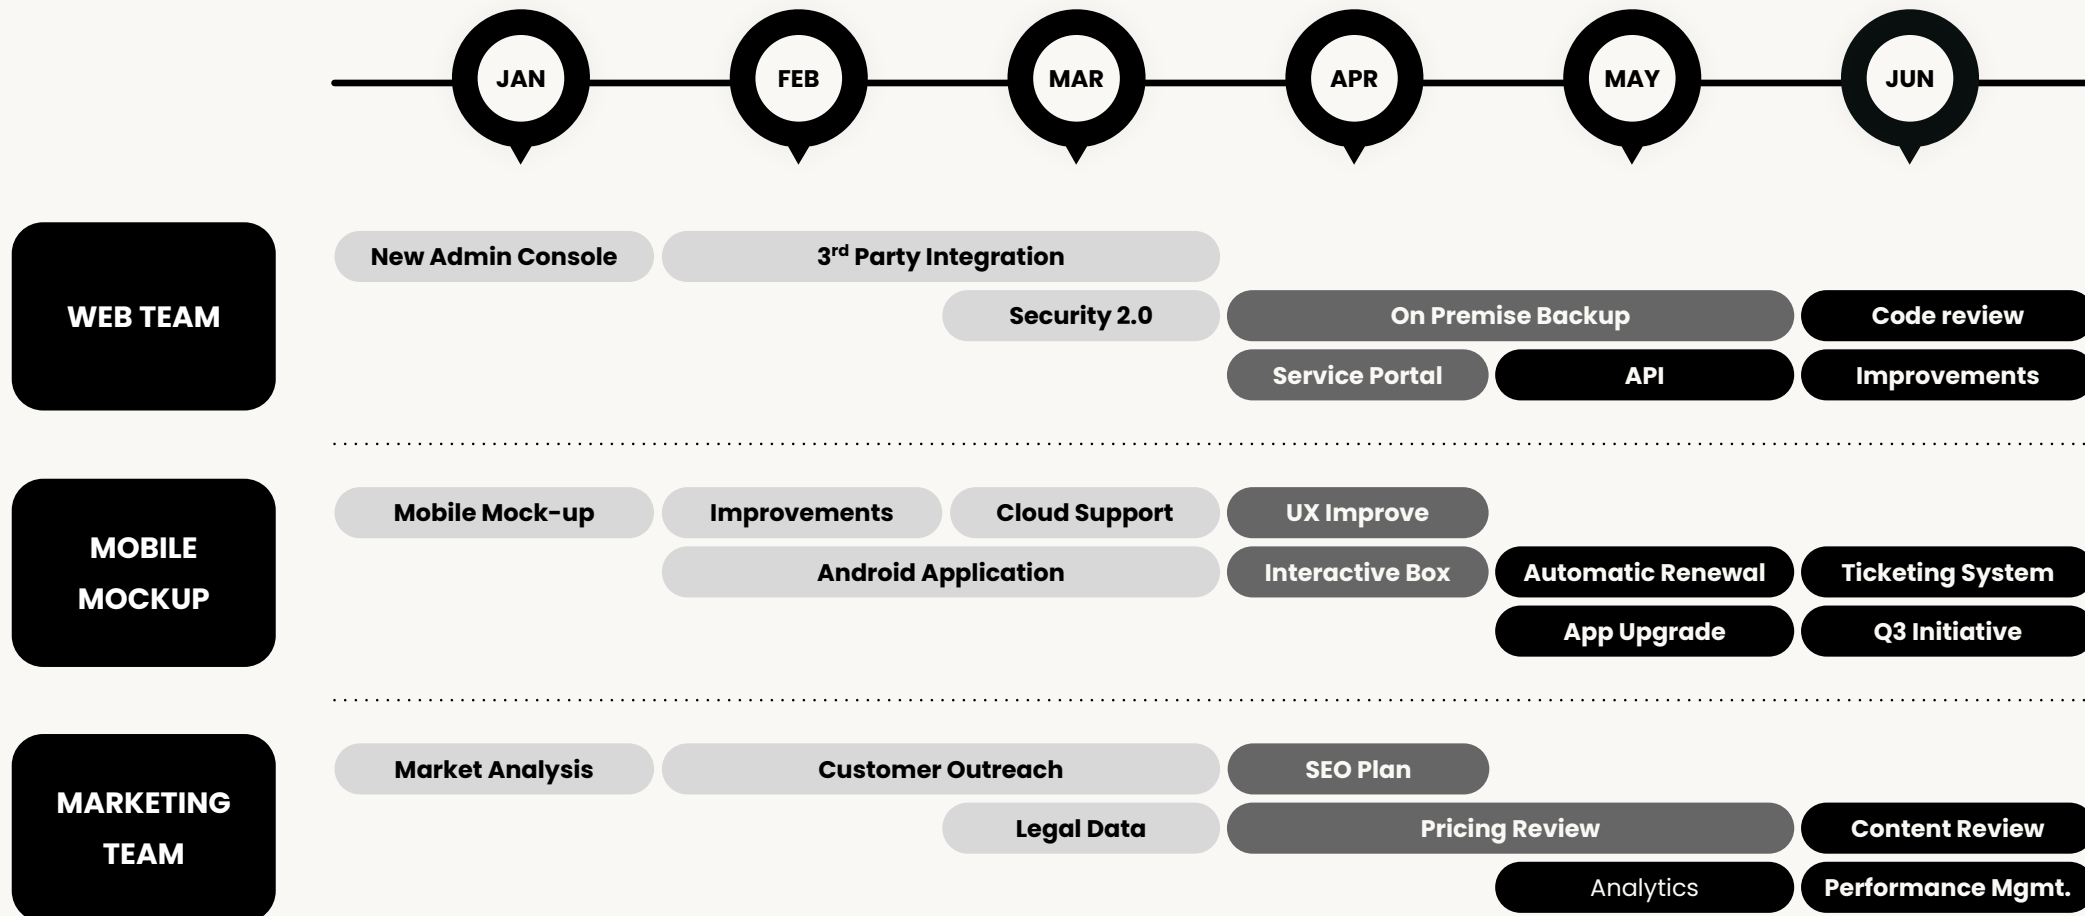 JAN FEB MAR APR MAY JUN
WEB TEAM
New Admin Console 3rd Party Integration
Security 2.0 On Premise Backup Code review
Service Portal API Improvements
MOBILE
MOCKUP
Mobile Mock-up Improvements Cloud Support UX Improve
Android Application Interactive Box Automatic Renewal Ticketing System
App Upgrade Q3 Initiative
MARKETING
TEAM
Market Analysis Customer Outreach SEO Plan
Legal Data Pricing Review Content Review
Analytics Performance Mgmt.